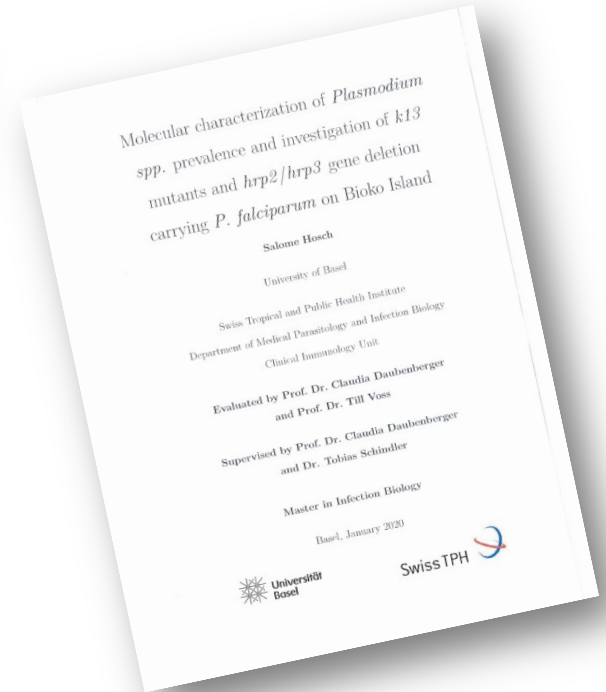 Molecular characterization of Plasmodium
spp. prevalence and investigation of k13
mutants and hrp2/hrp3 gene deletion
carrying P. falciparum on Bioko Island
Salome Hosch
University of Basel
Swiss Tropical and Public Health Institute
Department of Medical Parasitology and Infection Biology
Clinical Immunology Unit
Evaluated by Prof. Dr. Claudia Daubenberger
and Prof. Dr. Till Voss
Supervised by Prof. Dr. Claudia Daubenberger
and Dr. Tobias Schindler
Master in Infection Biology
Basel, January 2020
Universität
Basel
Swiss TPH